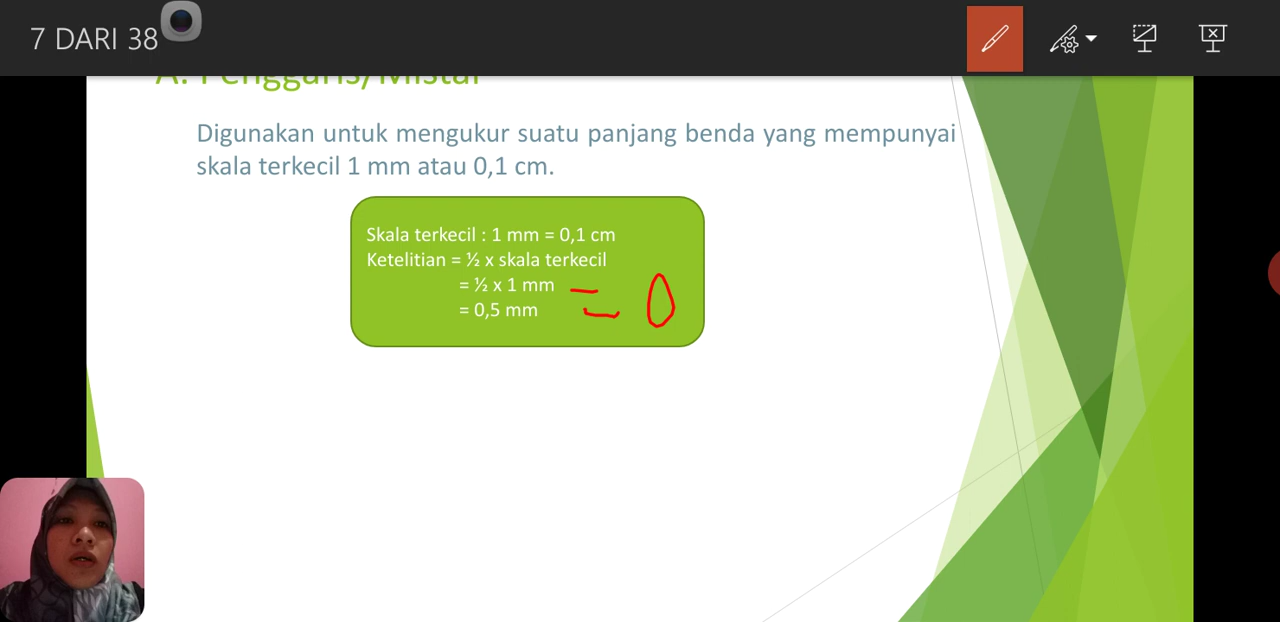 7 DARI 38
A. Penggaris/Mistar
Digunakan untuk mengukur suatu panjang benda yang mempunyai
skala terkecil 1 mm atau 0,1 cm.
Skala terkecil : 1 mm = 0,1 cm
Ketelitian = ½ x skala terkecil
= ½ x 1 mm
= 0,5 mm = 0